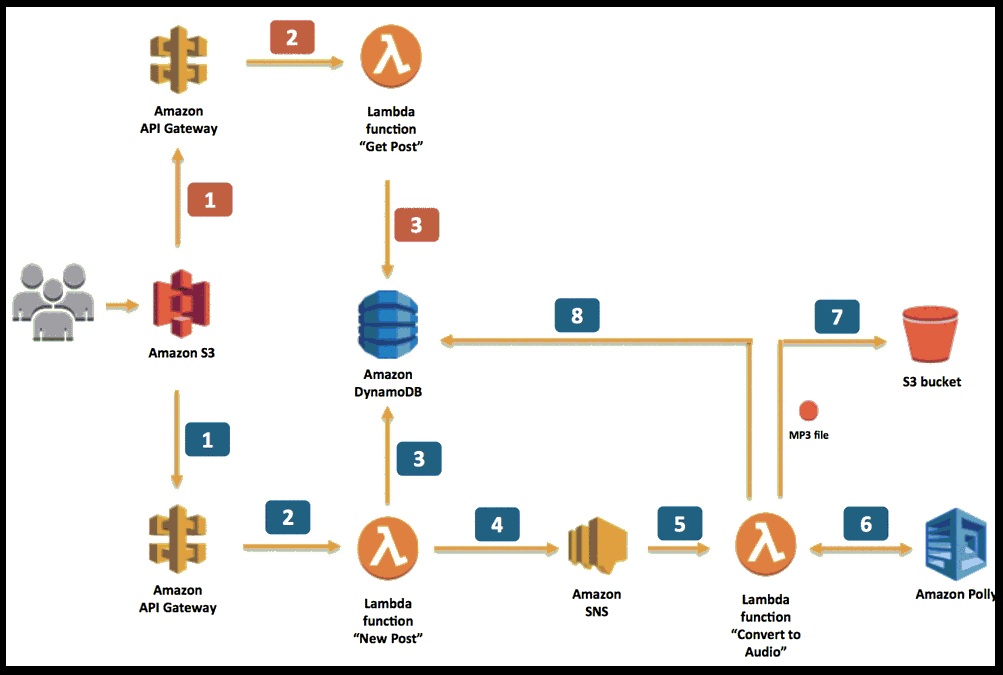 2
Amazon
API Gateway
Lambda
function
“Get Post”
1
3
Amazon S3
8
7
Amazon
DynamoDB
S3 bucket
MP3 file
1
3
2
4
5
6
Amazon
API Gateway
Lambda
function
“New Post”
Amazon
SNS
Lambda
function
“Convert to
Audio”
Amazon Polly